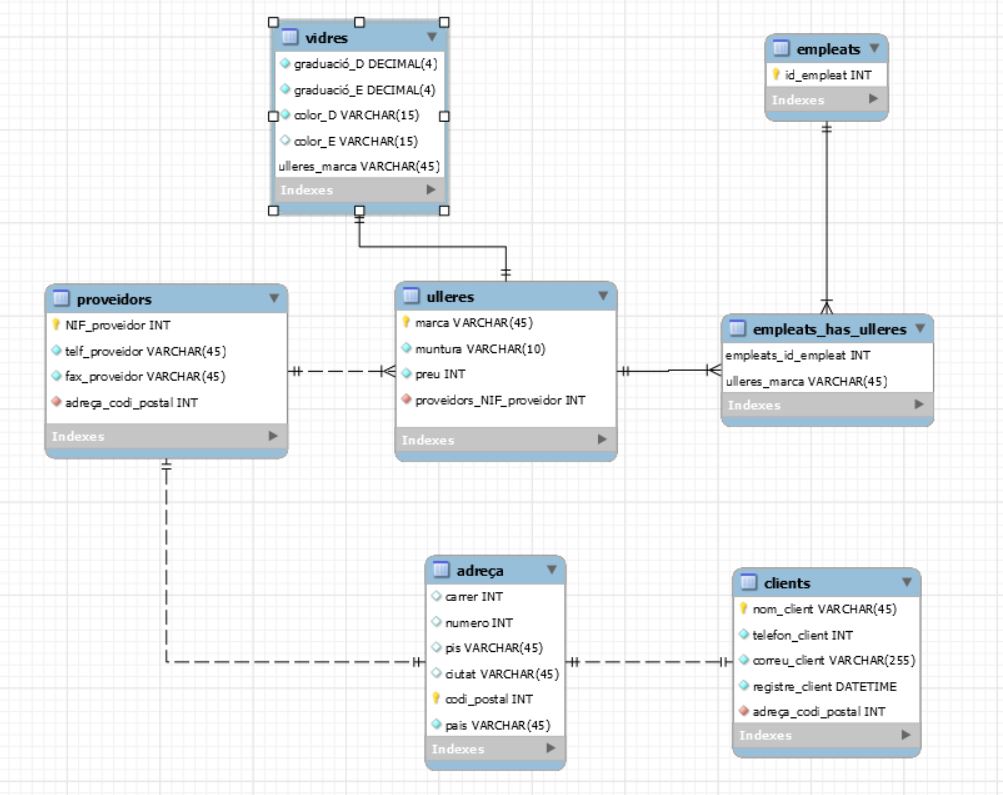 vidres
graduació_D DECIMAL(4)
graduació_E DECIMAL(4)
color_D VARCHAR(15)
color_E VARCHAR(15)
ulleres_marca VARCHAR(45)
Indexes
empleats
id_empleat INT
Indexes
proveidors
NIF_proveidor INT
telf_proveidor VARCHAR(45)
fax_proveidor VARCHAR(45)
adreça_codi_postal INT
Indexes
ulleres
marca VARCHAR(45)
muntura VARCHAR(10)
preu INT
proveidors_NIF_proveidor INT
Indexes
empleats_has_ulleres
empleats_id_empleat INT
ulleres_marca VARCHAR(45)
Indexes
adreça
carrer INT
numero INT
pis VARCHAR(45)
ciutat VARCHAR(45)
codi_postal INT
pais VARCHAR(45)
Indexes
clients
nom_client VARCHAR(45)
telefon_client INT
correu_client VARCHAR(255)
registre_client DATETIME
adreça_codi_postal INT
Indexes